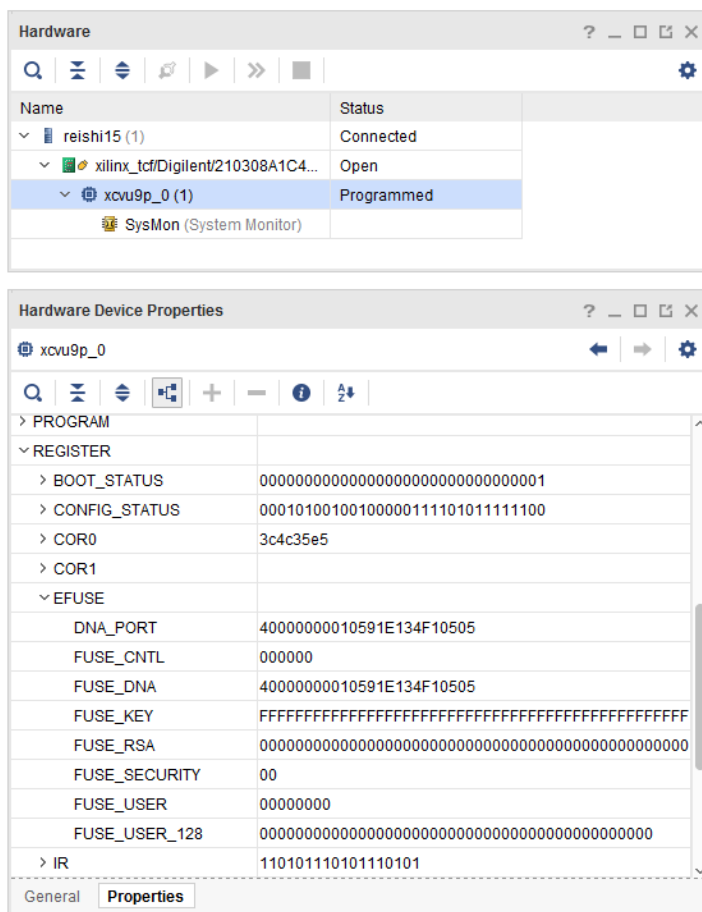 Hardware
Name Status
reishi15 (1) Connected
xilinx_tcf/Digilent/210308A1C4... Open
xcvu9p_0 (1) Programmed
SysMon (System Monitor)
Hardware Device Properties
xcvu9p_0
PROGRAM
REGISTER
BOOT_STATUS 00000000000000000000000000000001
CONFIG_STATUS 00010100100100000111101011111100
COR0 3c4c35e5
COR1
EFUSE
DNA_PORT 40000000010591E134F10505
FUSE_CNTL 000000
FUSE_DNA 40000000010591E134F10505
FUSE_KEY FFFFFFFFFFFFFFFFFFFFFFFFFFFFFFFFFFFFFFFFFFFFFFFF
FUSE_RSA 000000000000000000000000000000000000000000000000
FUSE_SECURITY 00
FUSE_USER 00000000
FUSE_USER_128 00000000000000000000000000000000000000000000
IR 110101110101110101
General Properties